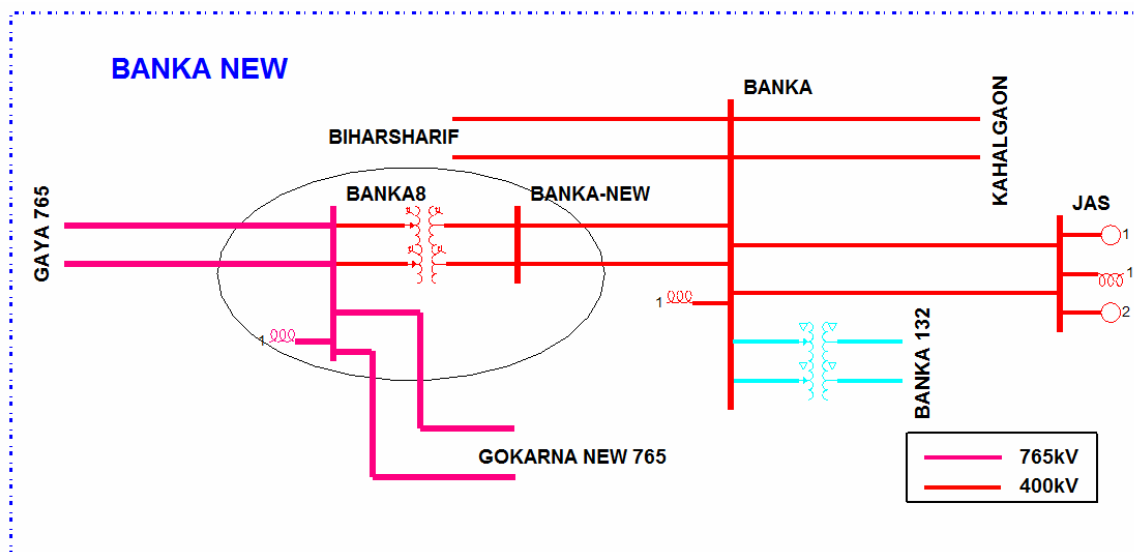 BANKA NEW
BANKA
BIHARSHARIF
KAHALGAON
GAYA 765
BANKA8
BANKA-NEW
JAS
1
1
2
1
1
BANKA 132
GOKARNA NEW 765
765kV
400kV